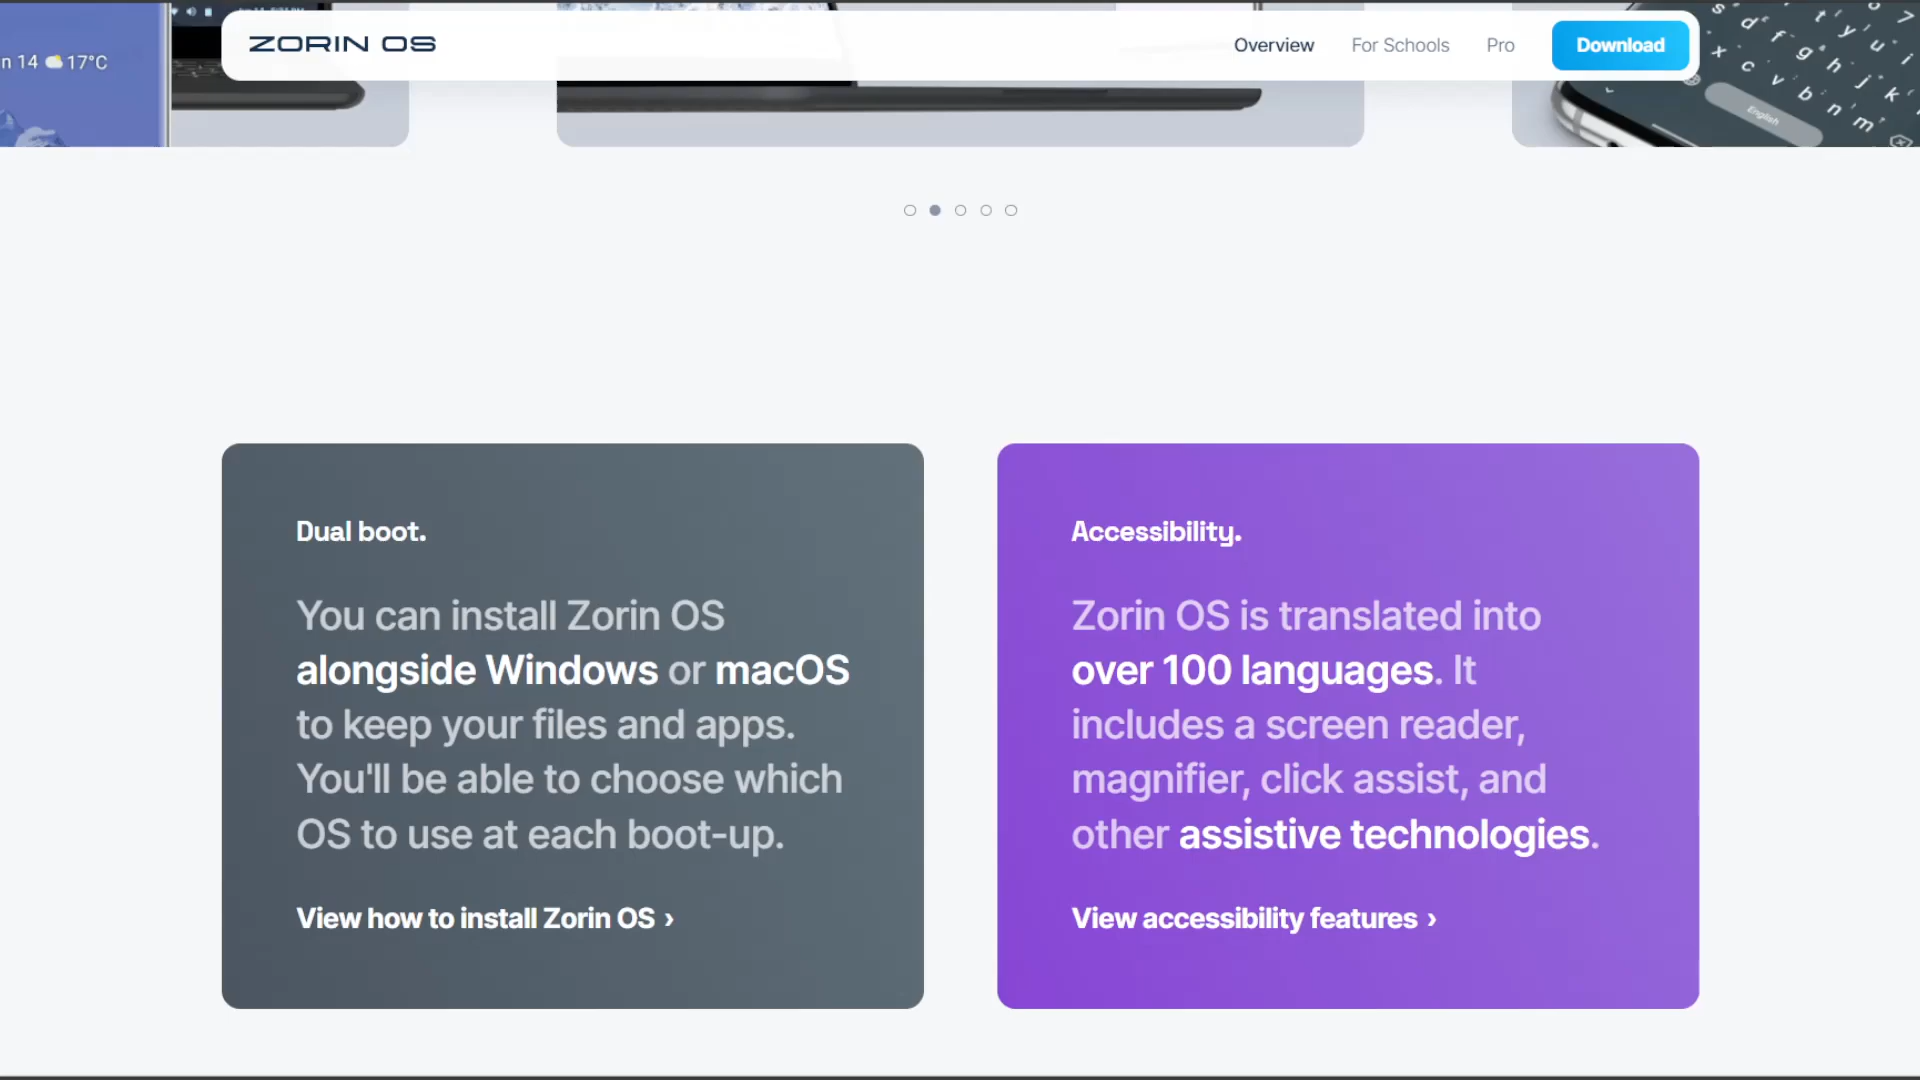 ZORIN OS
Overview
For Schools
Pro
Download
n 14 17°C
English
Dual boot.
You can install Zorin OS
alongside Windows or macOS
to keep your files and apps.
You'll be able to choose which
OS to use at each boot-up.
View how to install Zorin OS ›
Accessibility.
Zorin OS is translated into
over 100 languages. It
includes a screen reader,
magnifier, click assist, and
other assistive technologies.
View accessibility features ›